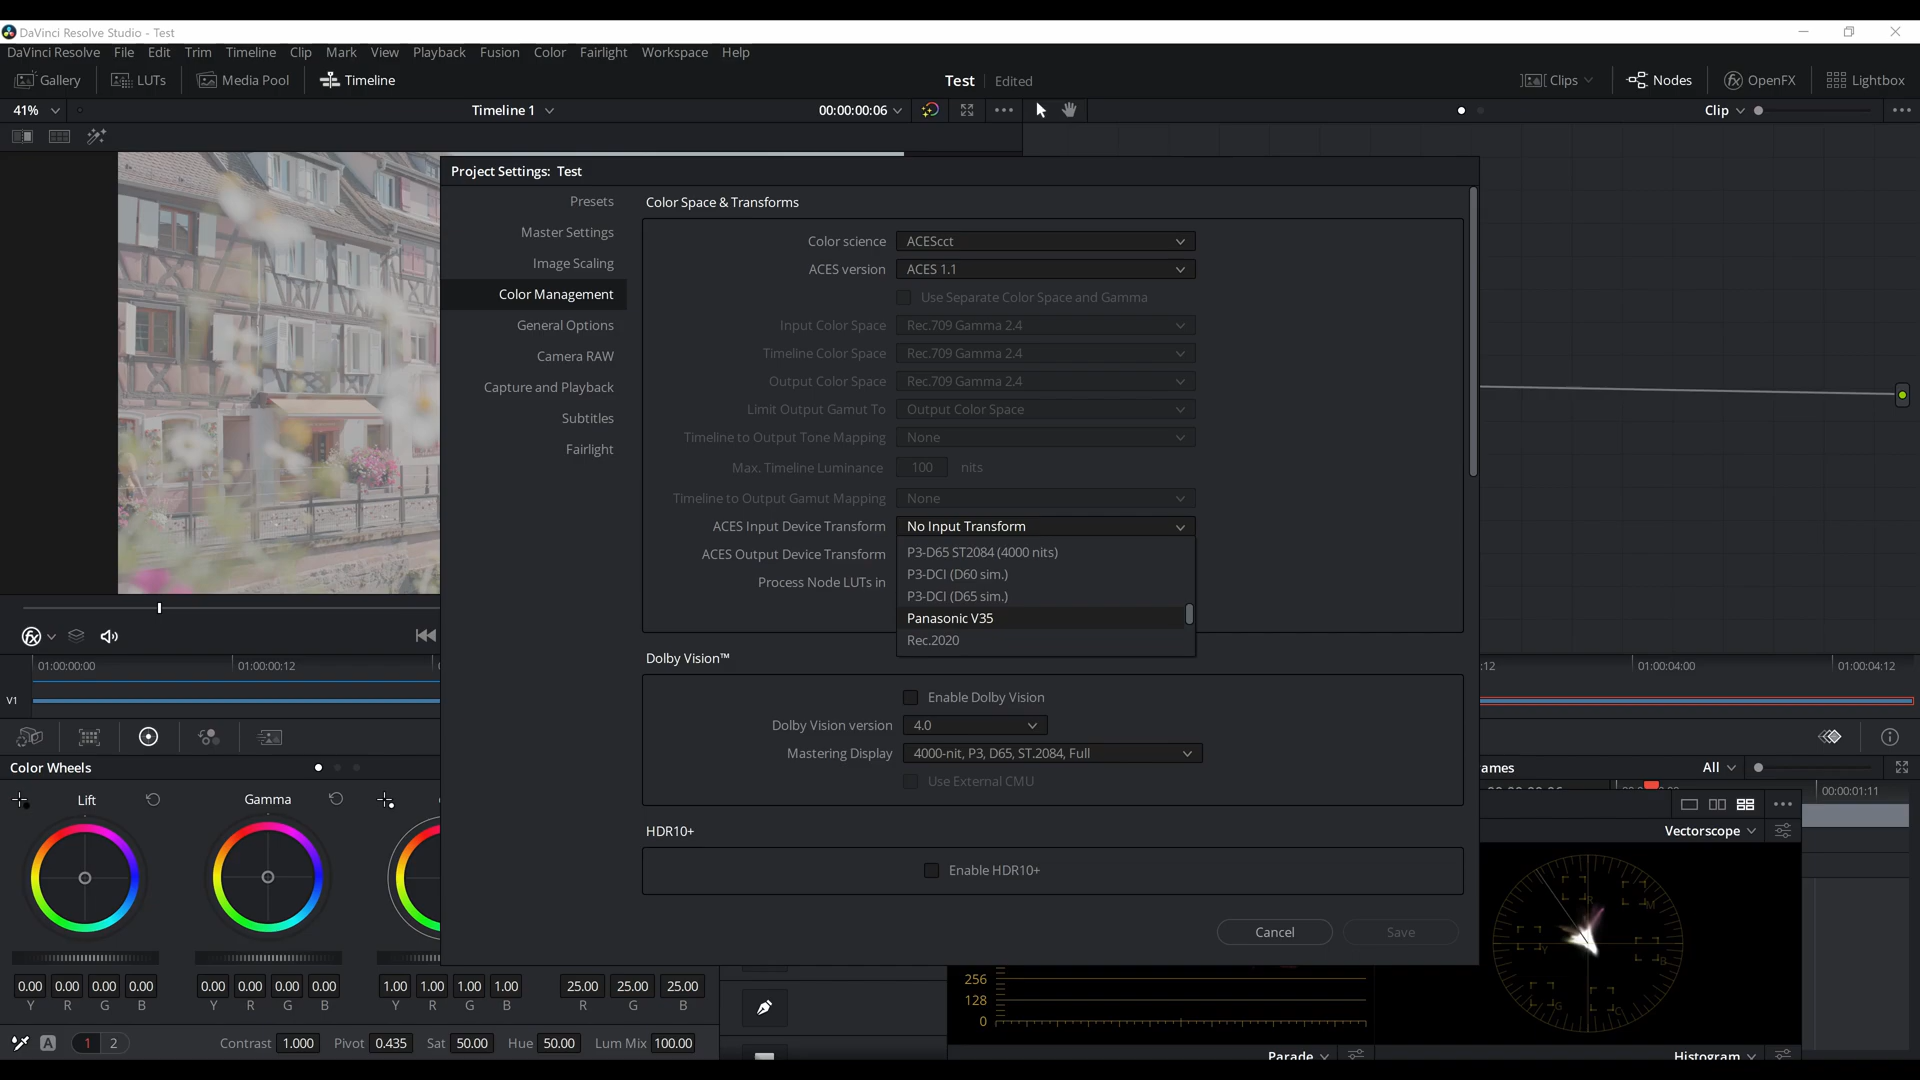 DaVinci Resolve Studio - Test
DaVinci Resolve File Edit Trim Timeline Clip Mark View Playback Fusion Color Fairlight Workspace Help
Gallery LUTs Media Pool Timeline Test Edited Clips Nodes OpenFX Lightbox
41% Timeline 1 00:00:00:06 Clip
Project Settings: Test
Presets
Master Settings
Image Scaling
Color Management
General Options
Camera RAW
Capture and Playback
Subtitles
Fairlight
Color Space & Transforms
Color science ACEScct
ACES version ACES 1.1
Use Separate Color Space and Gamma
Input Color Space Rec.709 Gamma 2.4
Timeline Color Space Rec.709 Gamma 2.4
Output Color Space Rec.709 Gamma 2.4
Limit Output Gamut To Output Color Space
Timeline to Output Tone Mapping None
Max. Timeline Luminance 100 nits
Timeline to Output Gamut Mapping None
ACES Input Device Transform No Input Transform
ACES Output Device Transform
Process Node LUTs in
P3-D65 ST2084 (4000 nits)
P3-DCI (D60 sim.)
P3-DCI (D65 sim.)
Panasonic V35
Rec.2020
Dolby Vision™
Enable Dolby Vision
Dolby Vision version 4.0
Mastering Display 4000-nit, P3, D65, ST.2084, Full
Use External CMU
HDR10+
Enable HDR10+
Cancel Save
fx
01:00:00:00 01:00:00:12 :12 01:00:04:00 01:00:04:12
V1
Color Wheels ames All
Lift Gamma 00:00:01:11
Vectorscope
R M Y B G C
0.00 0.00 0.00 0.00 0.00 0.00 0.00 0.00 1.00 1.00 1.00 1.00 25.00 25.00 25.00
Y R G B Y R G B Y R G B R G B
256
128
0
A 1 2 Contrast 1.000 Pivot 0.435 Sat 50.00 Hue 50.00 Lum Mix 100.00
Parade Histogram